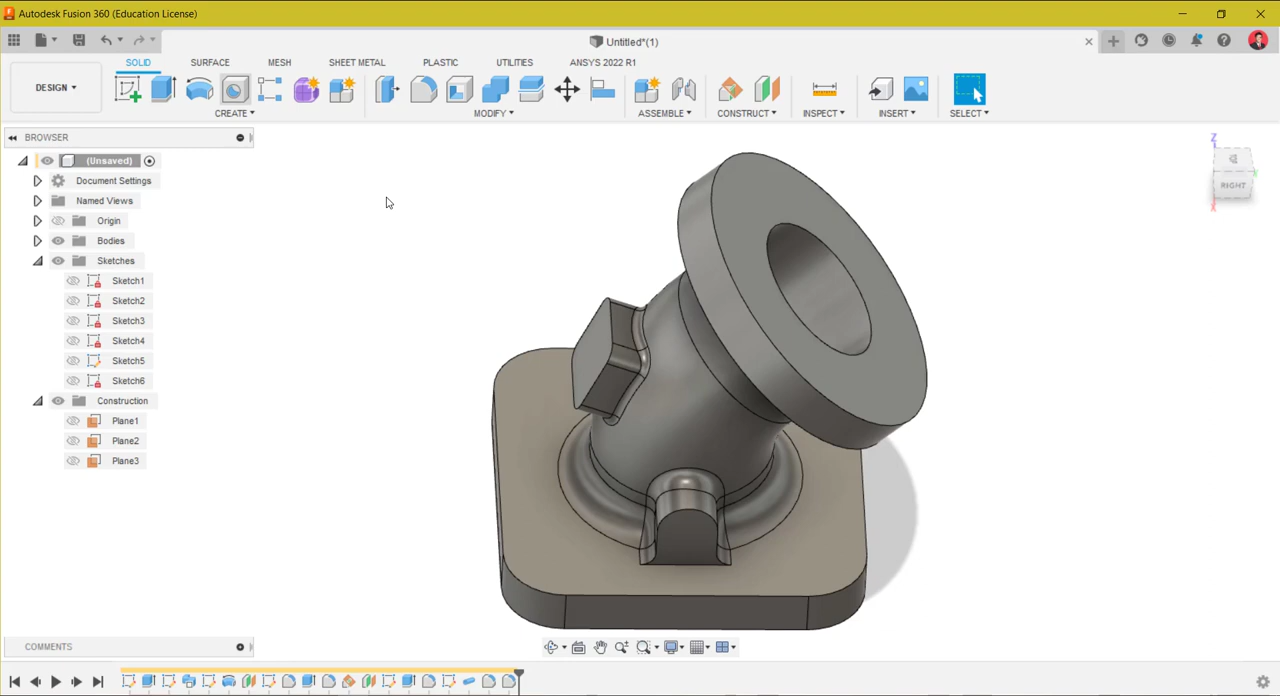 Autodesk Fusion 360 (Education License)
Untitled*(1)
SOLID SURFACE MESH SHEET METAL PLASTIC UTILITIES ANSYS 2022 R1
DESIGN
CREATE MODIFY ASSEMBLE CONSTRUCT INSPECT INSERT SELECT
BROWSER
(Unsaved)
Document Settings
Named Views
Origin
Bodies
Sketches
Sketch1
Sketch2
Sketch3
Sketch4
Sketch5
Sketch6
Construction
Plane1
Plane2
Plane3
Z
RIGHT
X
COMMENTS